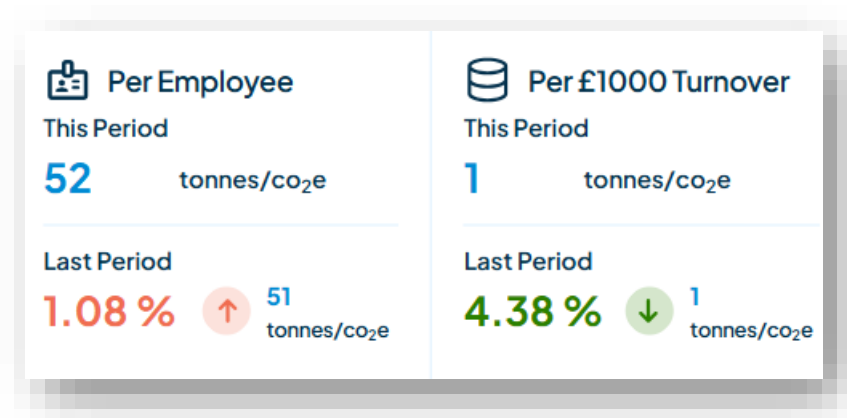 Per Employee
This Period
52 tonnes/co₂e
Last Period
1.08 % 51
tonnes/co₂e
Per £1000 Turnover
This Period
1 tonnes/co₂e
Last Period
4.38 % 1
tonnes/co₂e